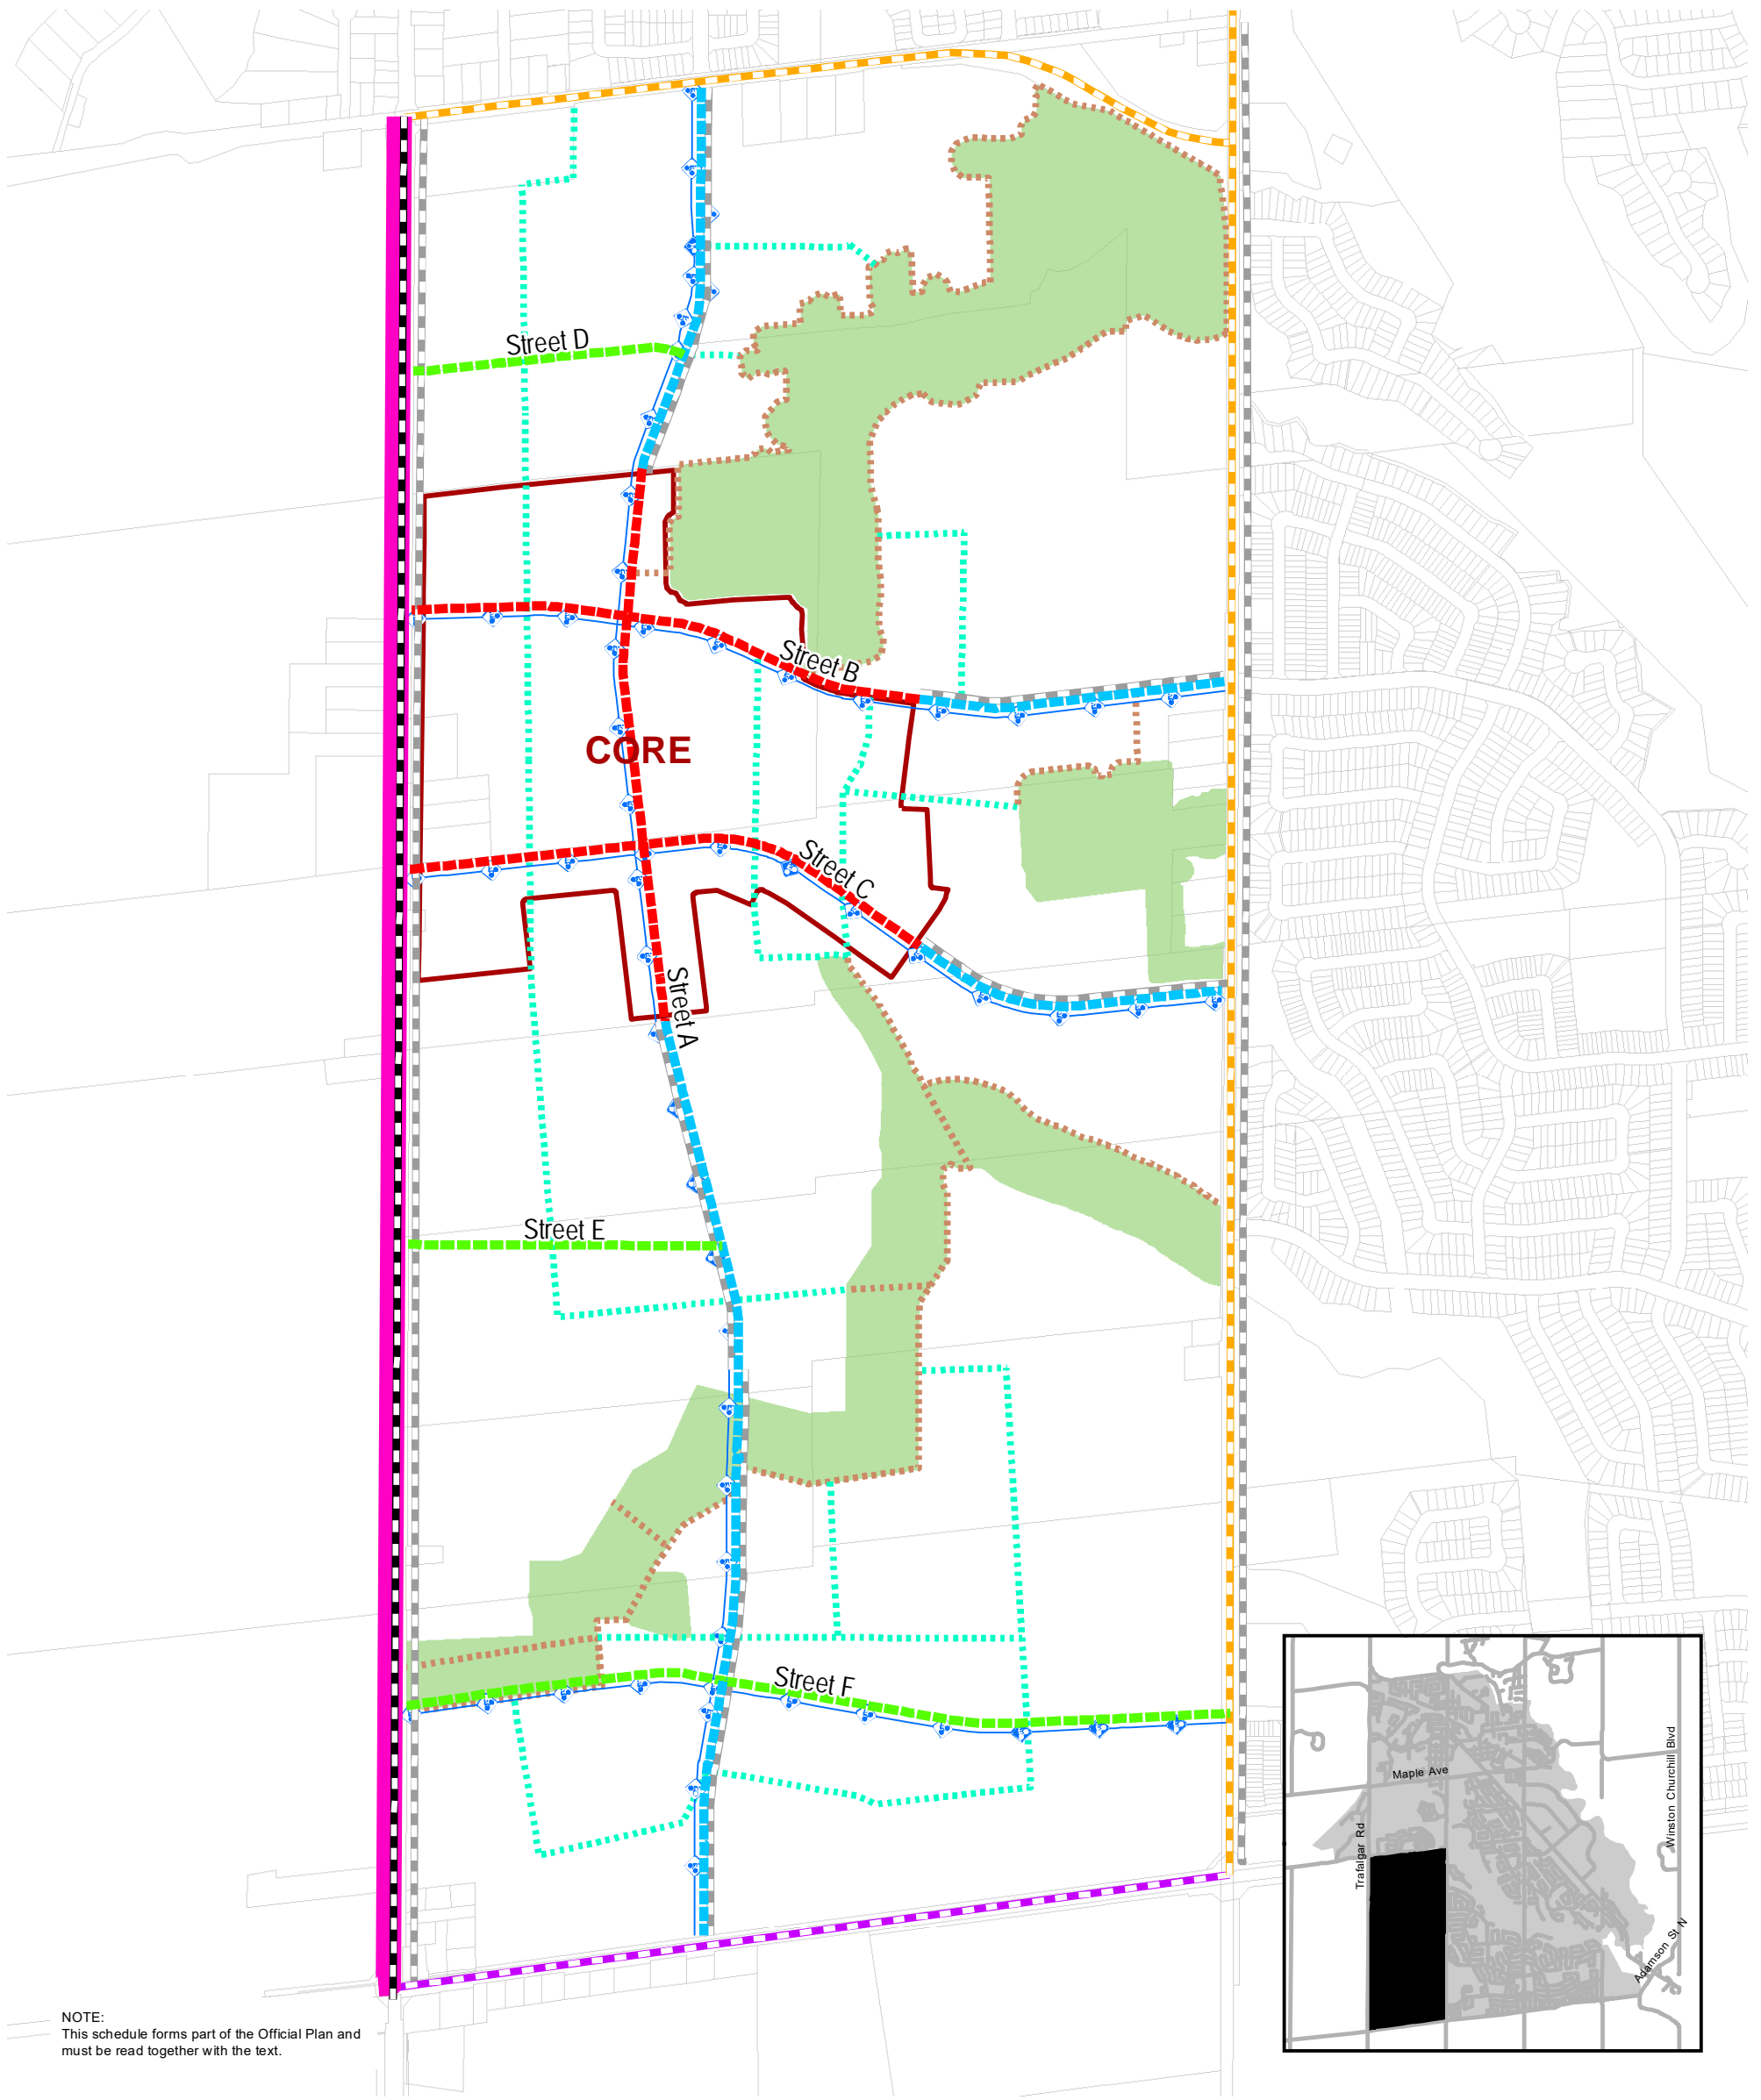 Street D
Street B
CORE
Street C
Street A
Street E
Street F
Maple Ave
Trafalgar Rd
Winston Churchill Blvd
Adamson St N
NOTE:
This schedule forms part of the Official Plan and
must be read together with the text.